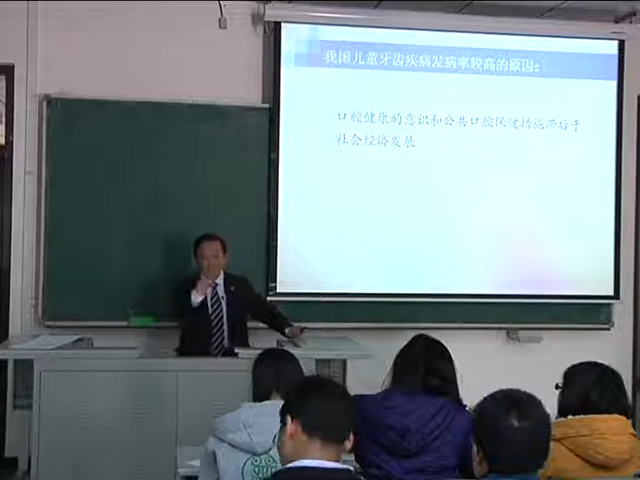 我国儿童牙齿疾病发病率较高的原因:
口腔健康的意识和公共口腔保健措施滞后于
社会经济发展